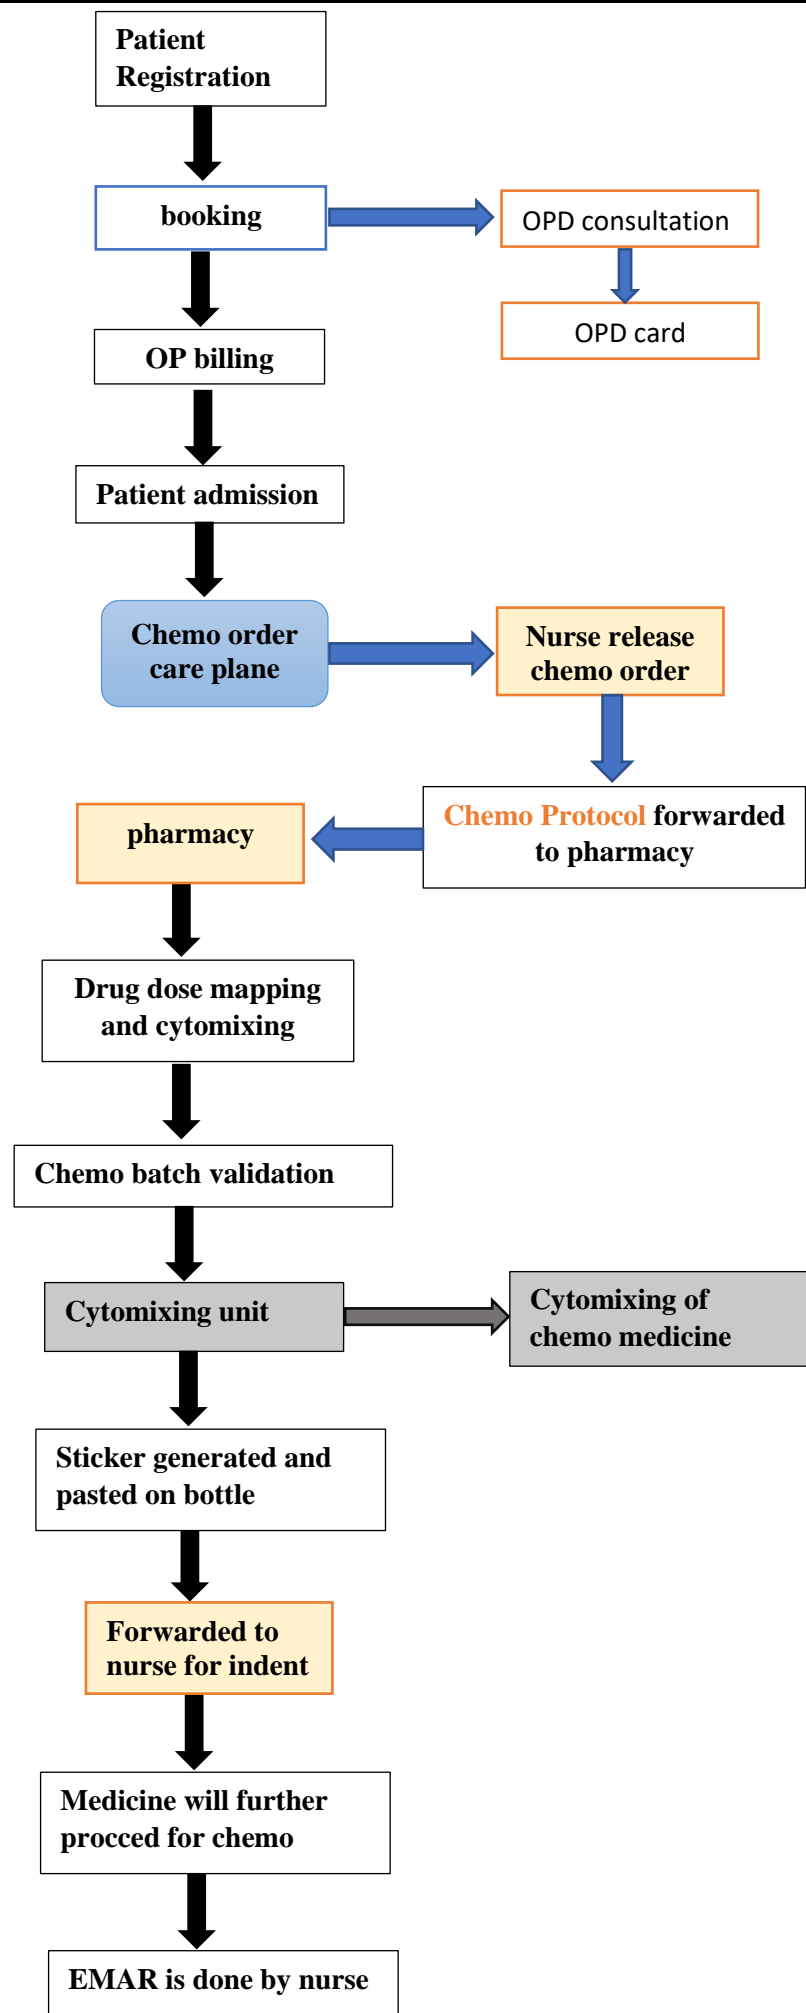 Patient
Registration
booking
OPD consultation
OPD card
OP billing
Patient admission
Chemo order
care plane
Nurse release
chemo order
Chemo Protocol forwarded
to pharmacy
pharmacy
Drug dose mapping
and cytomixing
Chemo batch validation
Cytomixing unit
Cytomixing of
chemo medicine
Sticker generated and
pasted on bottle
Forwarded to
nurse for indent
Medicine will further
procced for chemo
EMAR is done by nurse